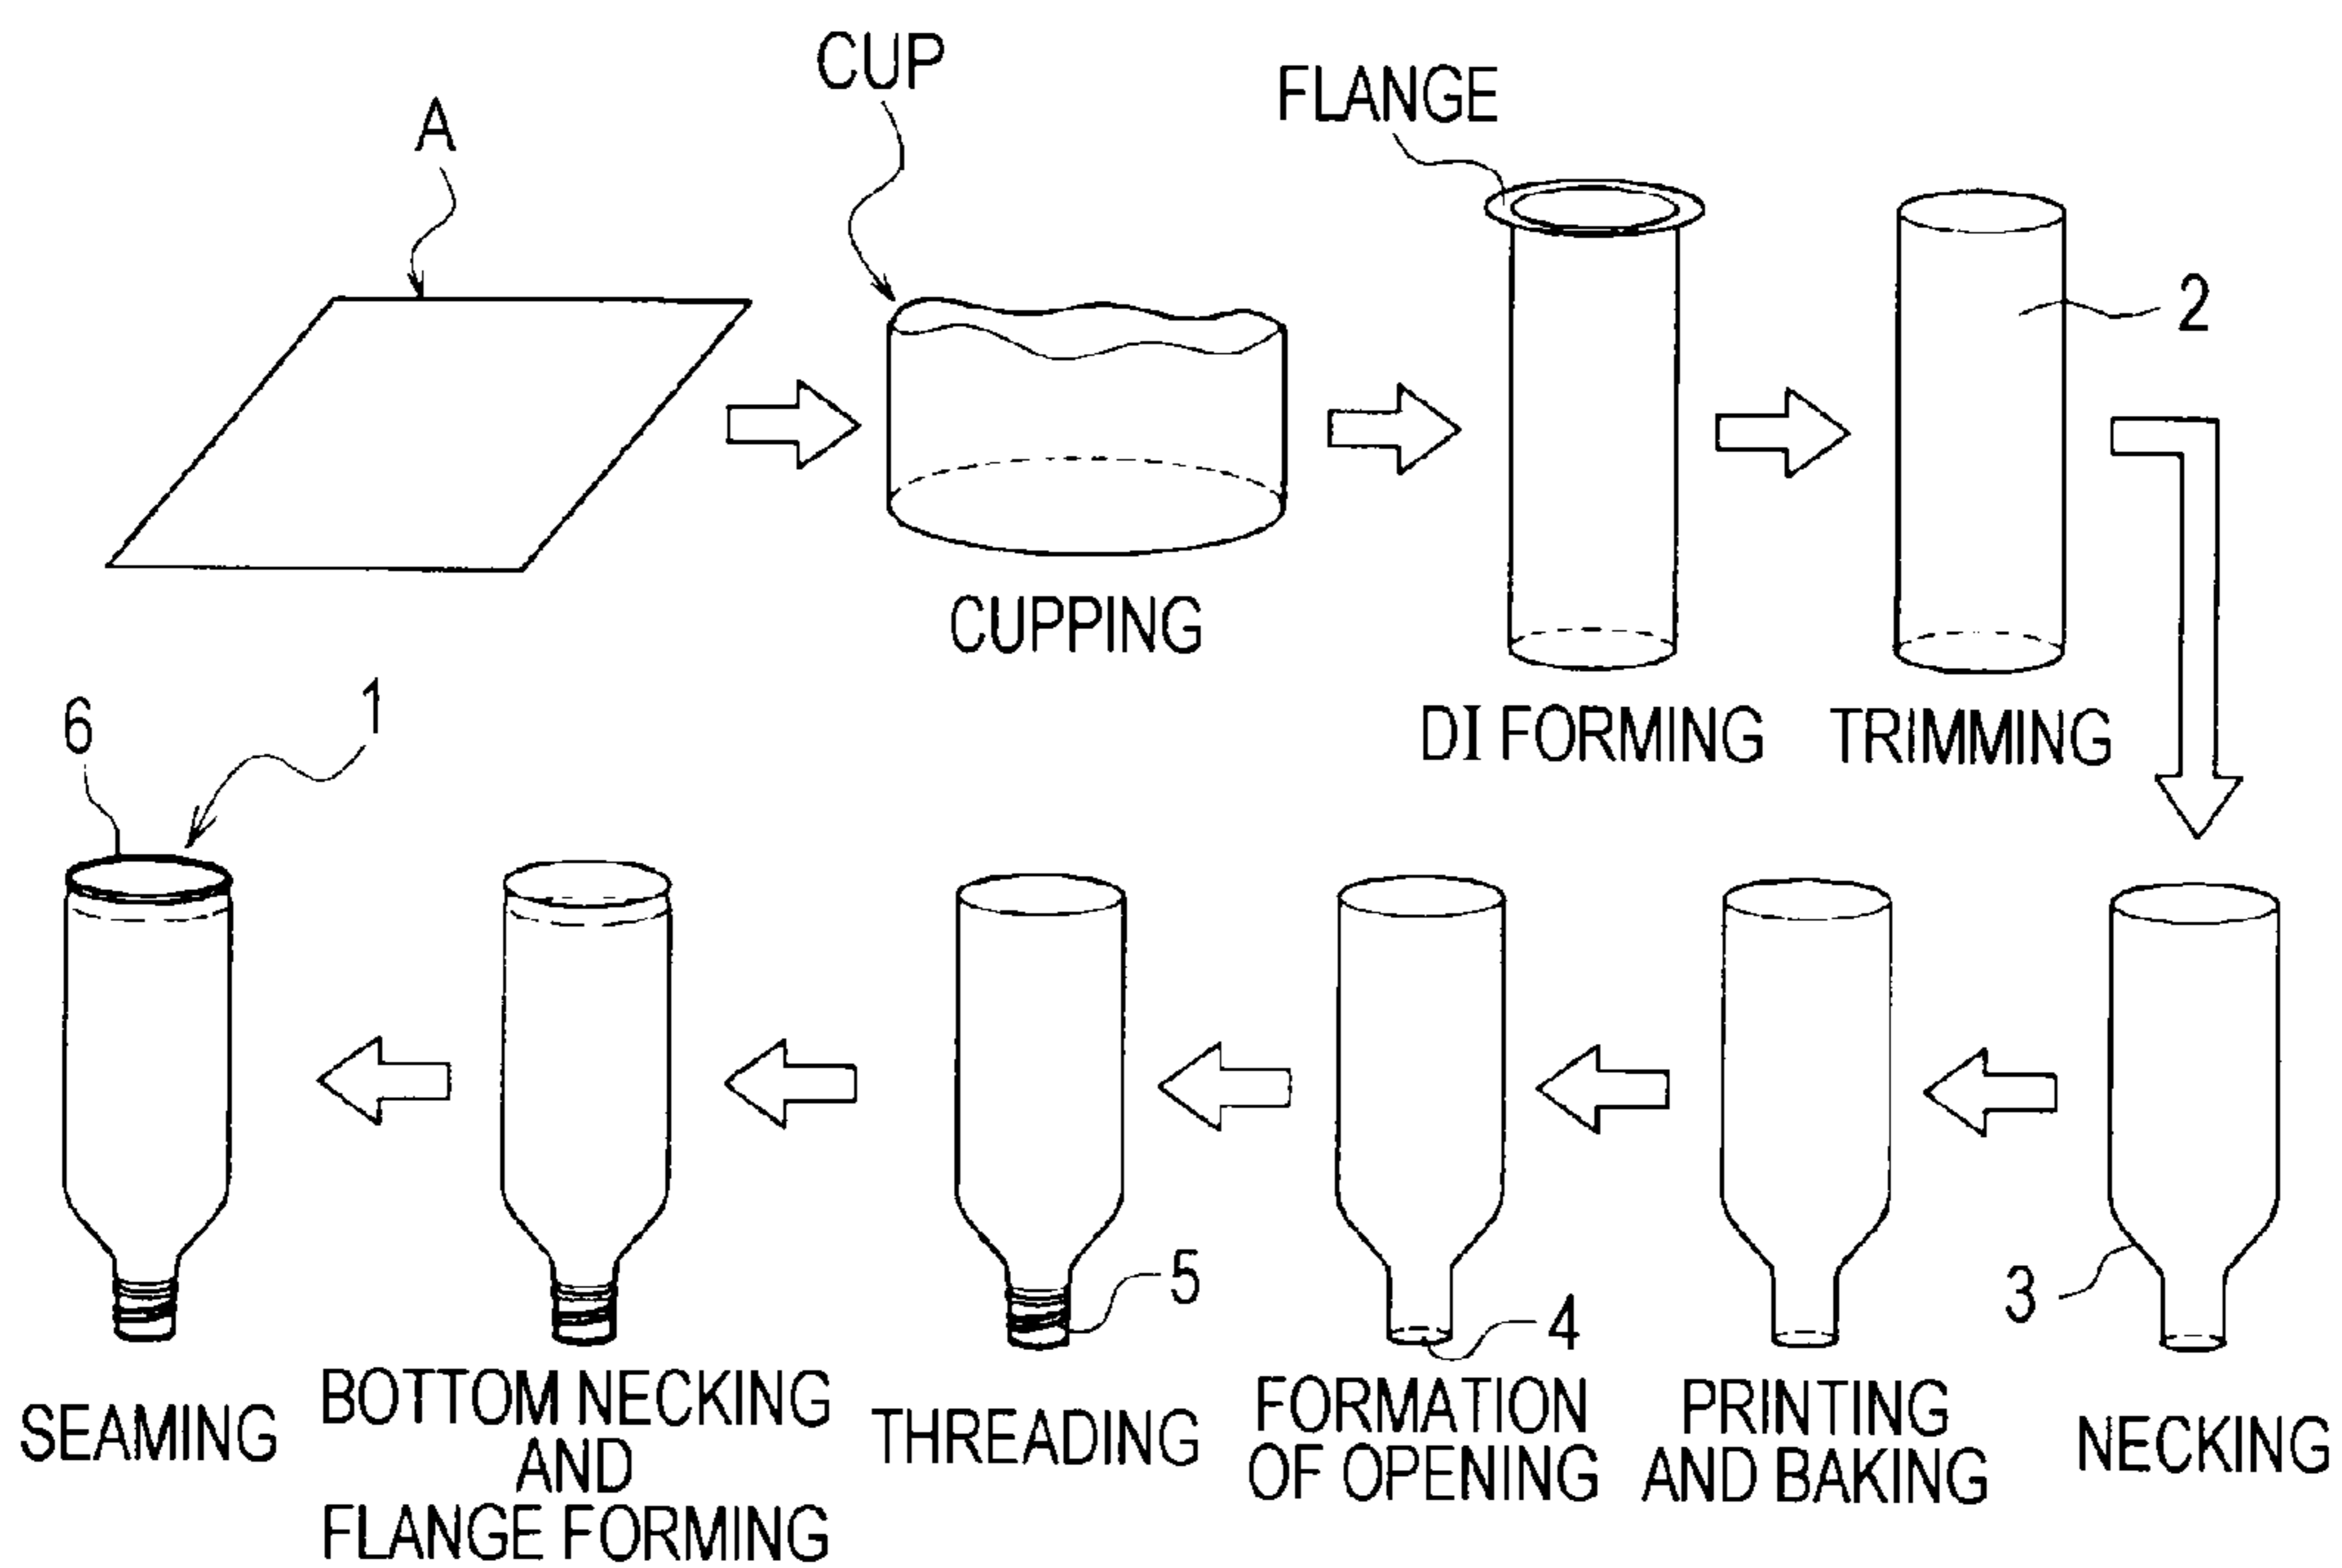 CUP
FLANGE
A
2
CUPPING
DI FORMING
TRIMMING
6
1
5
4
3
SEAMING
BOTTOM NECKING
AND
FLANGE FORMING
THREADING
FORMATION
OF OPENING
PRINTING
AND BAKING
NECKING